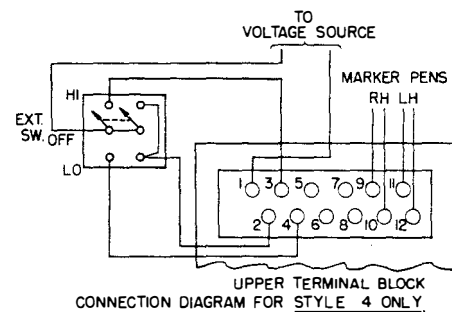 TO
VOLTAGE SOURCE
MARKER PENS
RH LH
HI
EXT.
SW. OFF
LO
1 3 5 7 9 11
2 4 6 8 10 12
UPPER TERMINAL BLOCK
CONNECTION DIAGRAM FOR STYLE 4 ONLY